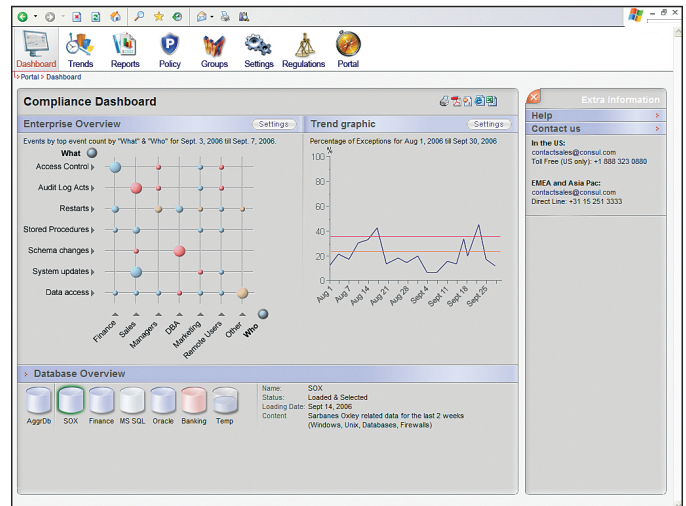 Dashboard Trends Reports Policy Groups Settings Regulations Portal
Portal > Dashboard
Compliance Dashboard
Enterprise Overview Settings
Events by top event count by "What" & "Who" for Sept. 3, 2006 till Sept. 7, 2006.
What
Access Control
Audit Log Acts
Restarts
Stored Procedures
Schema changes
System updates
Data access
Finance
Sales
Managers
DBA
Marketing
Remote Users
Other
Who
Trend graphic Settings
Percentage of Exceptions for Aug 1, 2006 till Sept 30, 2006
%
100
80
60
40
20
0
Aug 1
Aug 7
Aug 14
Aug 21
Aug 28
Sept 4
Sept 11
Sept 18
Sept 25
> Database Overview
AggrDb SOX Finance MS SQL Oracle Banking Temp
Name: SOX
Status: Loaded & Selected
Loading Date: Sept 14, 2006
Content Sarbanes Oxley related data for the last 2 weeks
(Windows, Unix, Databases, Firewalls)
Extra information
Help >
Contact us >
In the US:
contactsales@consul.com
Toll Free (US only): +1 888 323 0880
EMEA and Asia Pac:
contactsales@consul.com
Direct Line: +31 15 251 3333